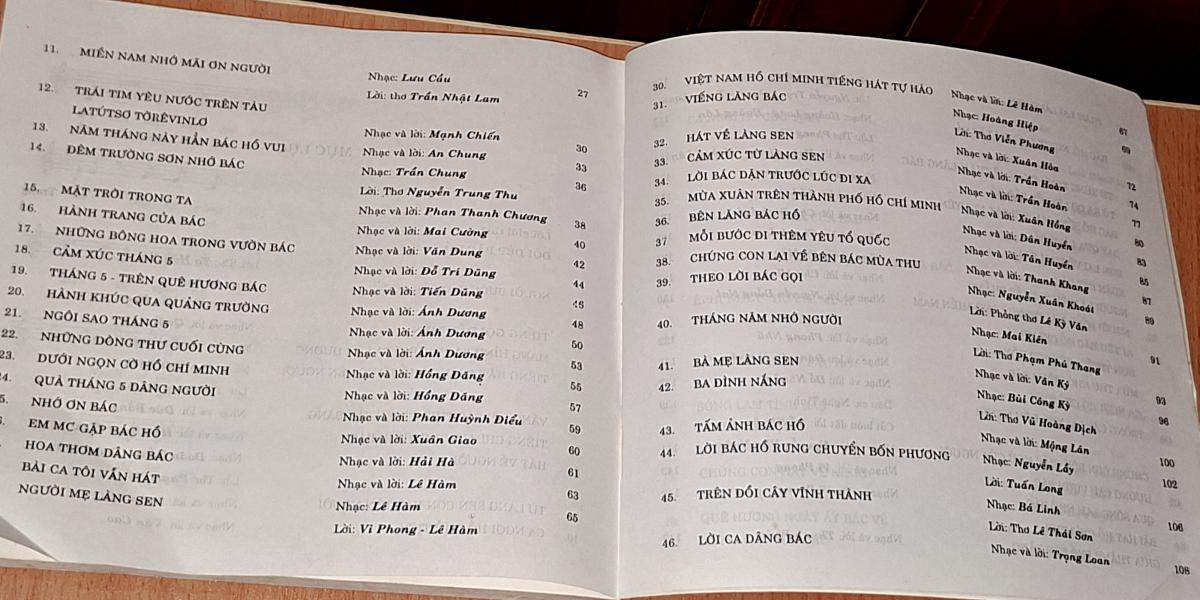 11. MIỀN NAM NHỚ MÃI ƠN NGƯỜI
Nhạc: Lưu Cầu
Lời: thơ Trần Nhật Lam 27
12. TRÁI TIM YÊU NƯỚC TRÊN TÀU
LATÚTSƠ TÔRÊVINLƠ
Nhạc và lời: Mạnh Chiến 30
13. NĂM THÁNG NÀY HẲN BÁC HỒ VUI
Nhạc và lời: An Chung 33
14. ĐÊM TRƯỜNG SƠN NHỚ BÁC
Nhạc: Trần Chung 36
Lời: Thơ Nguyễn Trung Thu
15. MẶT TRỜI TRONG TA
Nhạc và lời: Phan Thanh Chương 38
16. HÀNH TRANG CỦA BÁC
Nhạc và lời: Mai Cường 40
17. NHỮNG BÔNG HOA TRONG VƯỜN BÁC
Nhạc và lời: Văn Dung 42
18. CẢM XÚC THÁNG 5
Nhạc và lời: Đỗ Trí Dũng 44
19. THÁNG 5 - TRÊN QUÊ HƯƠNG BÁC
Nhạc và lời: Tiến Dũng 46
20. HÀNH KHÚC QUA QUẢNG TRƯỜNG
Nhạc và lời: Ánh Dương 48
21. NGÔI SAO THÁNG 5
Nhạc và lời: Ánh Dương 50
22. NHỮNG DÒNG THƯ CUỐI CÙNG
Nhạc và lời: Ánh Dương 53
23. DƯỚI NGỌN CỜ HỒ CHÍ MINH
Nhạc và lời: Hồng Đăng 55
24. QUÀ THÁNG 5 DÂNG NGƯỜI
Nhạc và lời: Hồng Đăng 57
5. NHỚ ƠN BÁC
Nhạc và lời: Phan Huỳnh Điểu 59
EM MƠ GẶP BÁC HỒ
Nhạc và lời: Xuân Giao 60
HOA THƠM DÂNG BÁC
Nhạc và lời: Hải Hà 61
BÀI CA TÔI VẪN HÁT
Nhạc và lời: Lê Hàm 63
NGƯỜI MẸ LÀNG SEN
Nhạc: Lê Hàm 65
Lời: Vi Phong - Lê Hàm
30. VIỆT NAM HỒ CHÍ MINH TIẾNG HÁT TỰ HÀO
Nhạc và lời: Lê Hàm 67
31. VIẾNG LĂNG BÁC
Nhạc: Hoàng Hiệp 69
Lời: Thơ Viễn Phương
32. HÁT VỀ LÀNG SEN
Nhạc và lời: Xuân Hòa 72
33. CẢM XÚC TỪ LÀNG SEN
Nhạc và lời: Trần Hoàn 74
34. LỜI BÁC DẶN TRƯỚC LÚC ĐI XA
Nhạc và lời: Trần Hoàn 77
35. MÙA XUÂN TRÊN THÀNH PHỐ HỒ CHÍ MINH
Nhạc và lời: Xuân Hồng 80
36. BÊN LĂNG BÁC HỒ
Nhạc và lời: Dân Huyền 83
37. MỖI BƯỚC ĐI THÊM YÊU TỔ QUỐC
Nhạc và lời: Tân Huyền 85
38. CHÚNG CON LẠI VỀ BÊN BÁC MÙA THU
Nhạc và lời: Thanh Khang 87
39. THEO LỜI BÁC GỌI
Nhạc: Nguyễn Xuân Khoát 89
Lời: Phỏng thơ Lê Kỳ Văn
40. THÁNG NĂM NHỚ NGƯỜI
Nhạc: Mai Kiên 91
Lời: Thơ Phạm Phú Thang
41. BÀ MẸ LÀNG SEN
Nhạc và lời: Văn Ký 93
42. BA ĐÌNH NẮNG
Nhạc: Bùi Công Kỳ 96
Lời: Thơ Vũ Hoàng Địch
43. TẤM ẢNH BÁC HỒ
Nhạc và lời: Mộng Lân 100
44. LỜI BÁC HỒ RUNG CHUYỂN BỐN PHƯƠNG
Nhạc: Nguyễn Lầy 102
Lời: Tuấn Long
45. TRÊN ĐỒI CÂY VĨNH THÀNH
Nhạc: Bá Linh 106
Lời: Thơ Lê Thái Sơn
46. LỜI CA DÂNG BÁC
Nhạc và lời: Trọng Loan 108